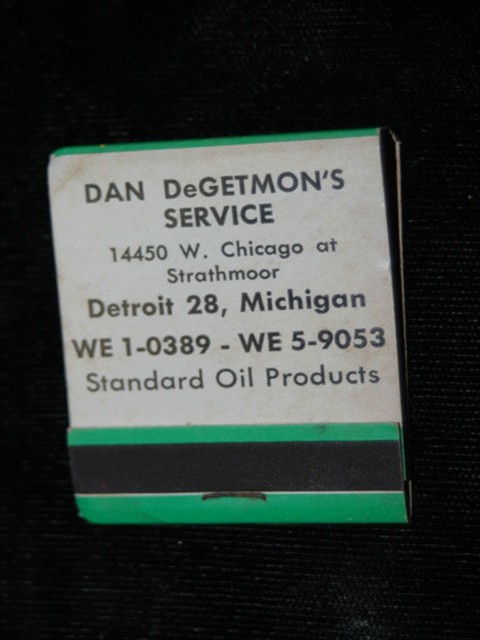 DAN DeGETMON'S
SERVICE
14450 W. Chicago at
Strathmoor
Detroit 28, Michigan
WE 1-0389 - WE 5-9053
Standard Oil Products